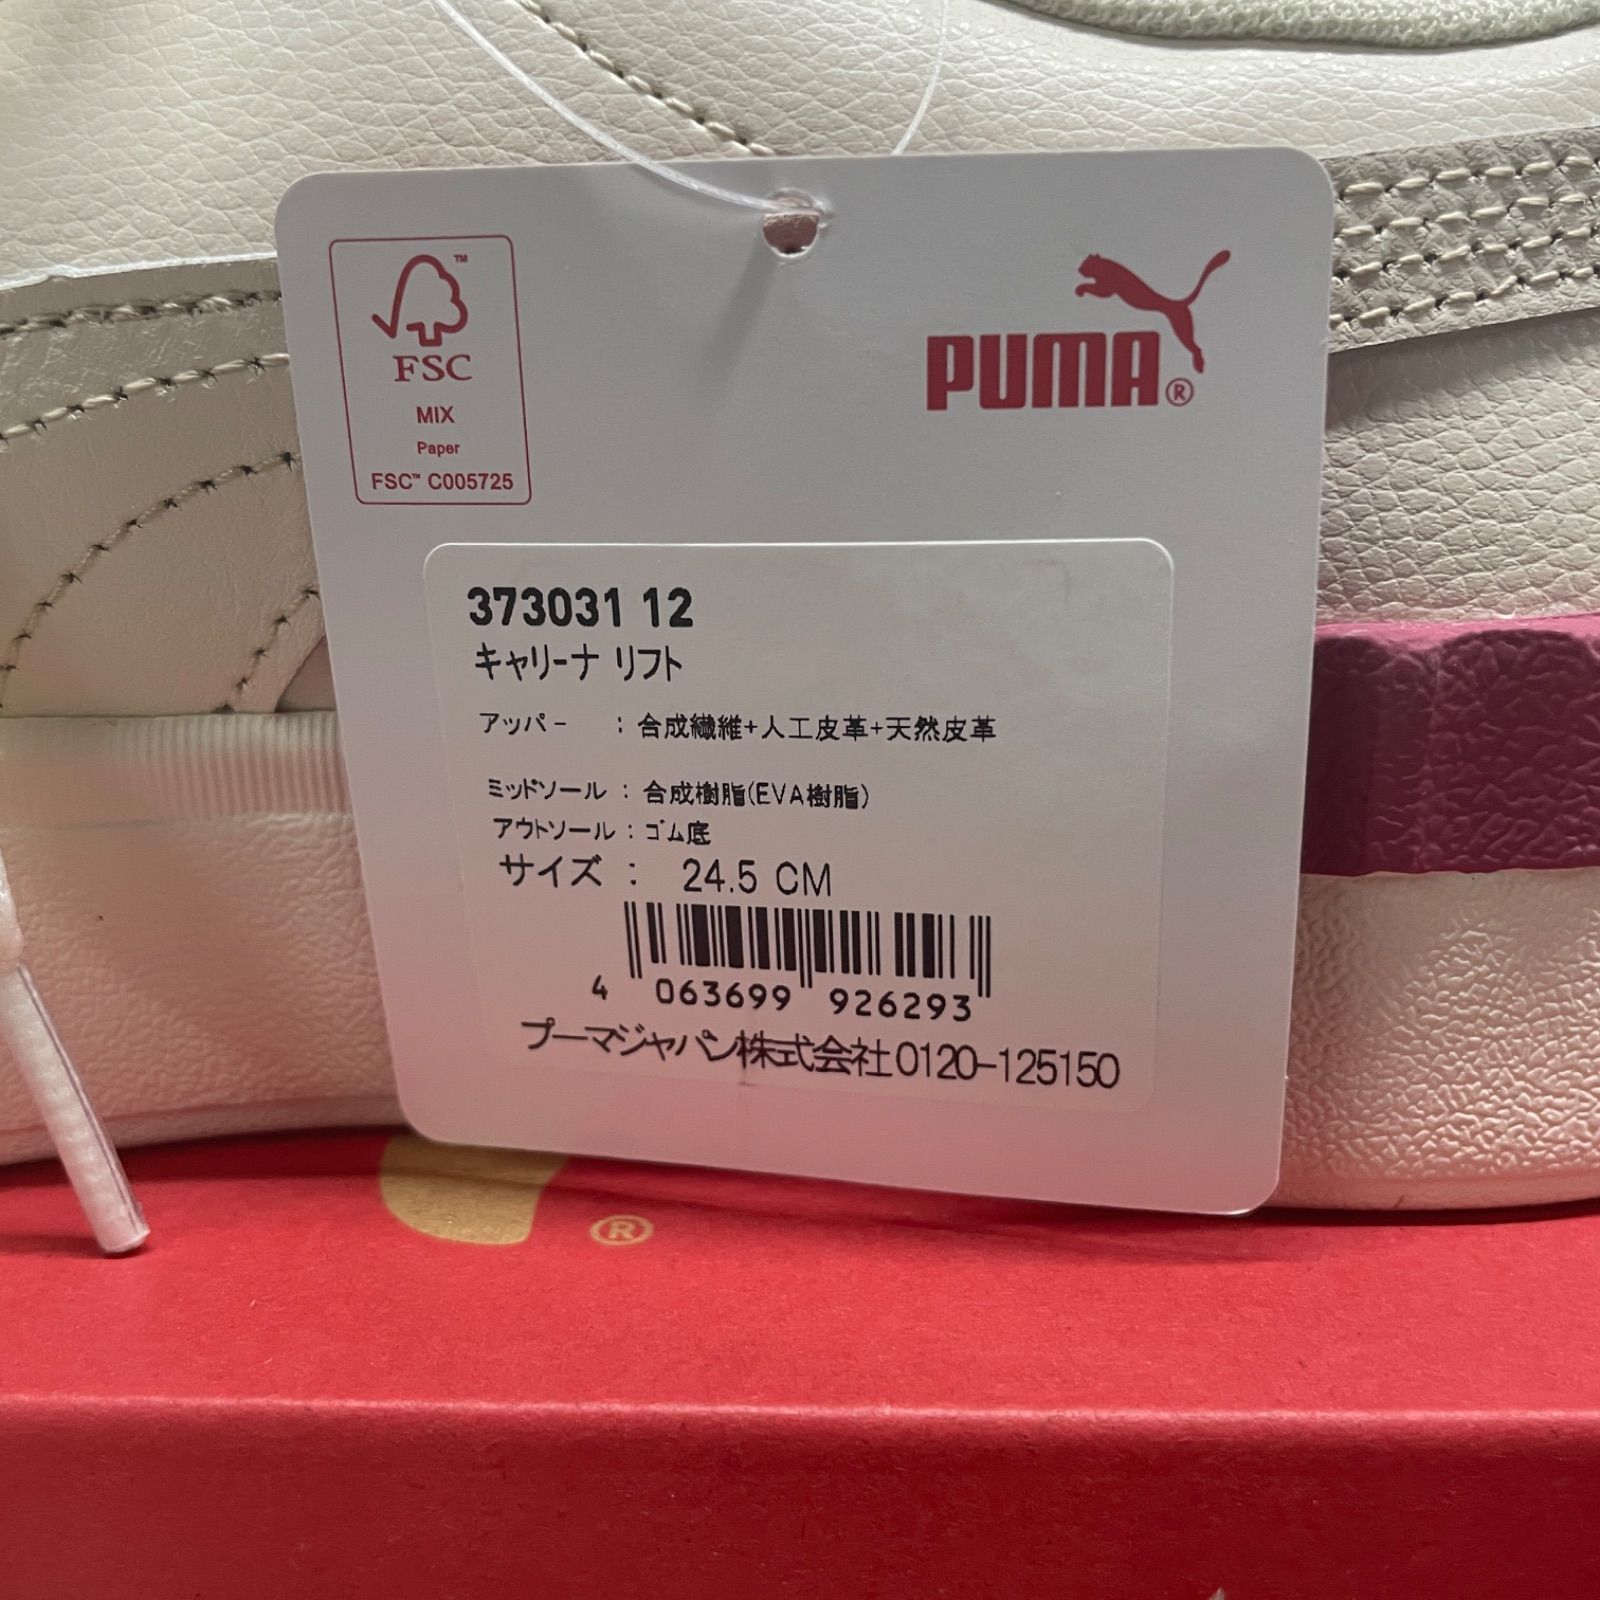 ™
FSC
MIX
Paper
FSC™ C005725
PUMA®
373031 12
キャリーナ リフト
アッパー : 合成繊維+人工皮革+天然皮革
ミッドソール : 合成樹脂(EVA樹脂)
アウトソール : ゴム底
サイズ : 24.5 CM
4 063699 926293
プーマジャパン株式会社0120-125150
®